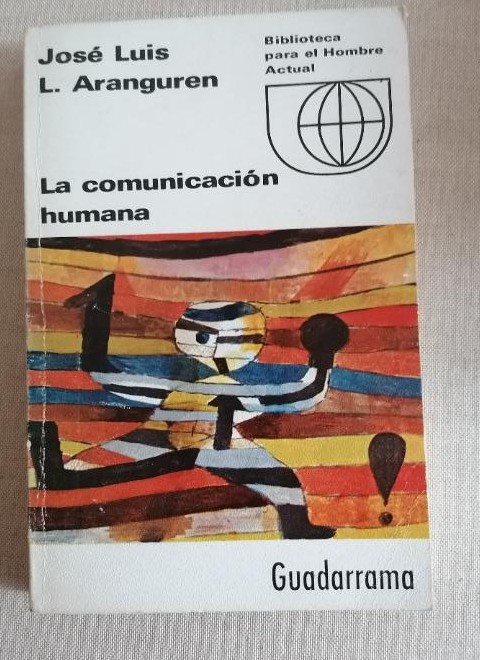 José Luis
L. Aranguren
Biblioteca
para el Hombre
Actual
La comunicación
humana
Guadarrama